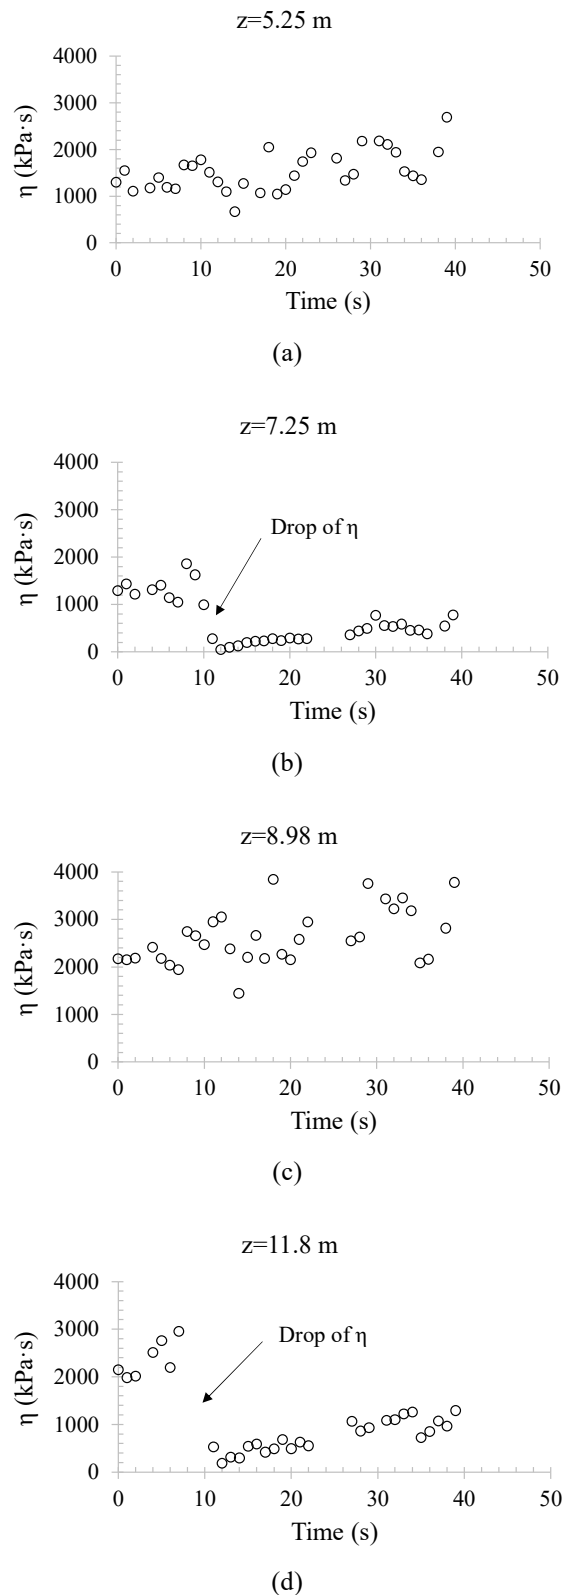 z=5.25 m
4000
3000
2000
1000
0
η (kPa·s)
0 10 20 30 40 50
Time (s)
(a)
z=7.25 m
4000
3000
2000
1000
0
η (kPa·s)
Drop of η
0 10 20 30 40 50
Time (s)
(b)
z=8.98 m
4000
3000
2000
1000
0
η (kPa·s)
0 10 20 30 40 50
Time (s)
(c)
z=11.8 m
4000
3000
2000
1000
0
η (kPa·s)
Drop of η
0 10 20 30 40 50
Time (s)
(d)